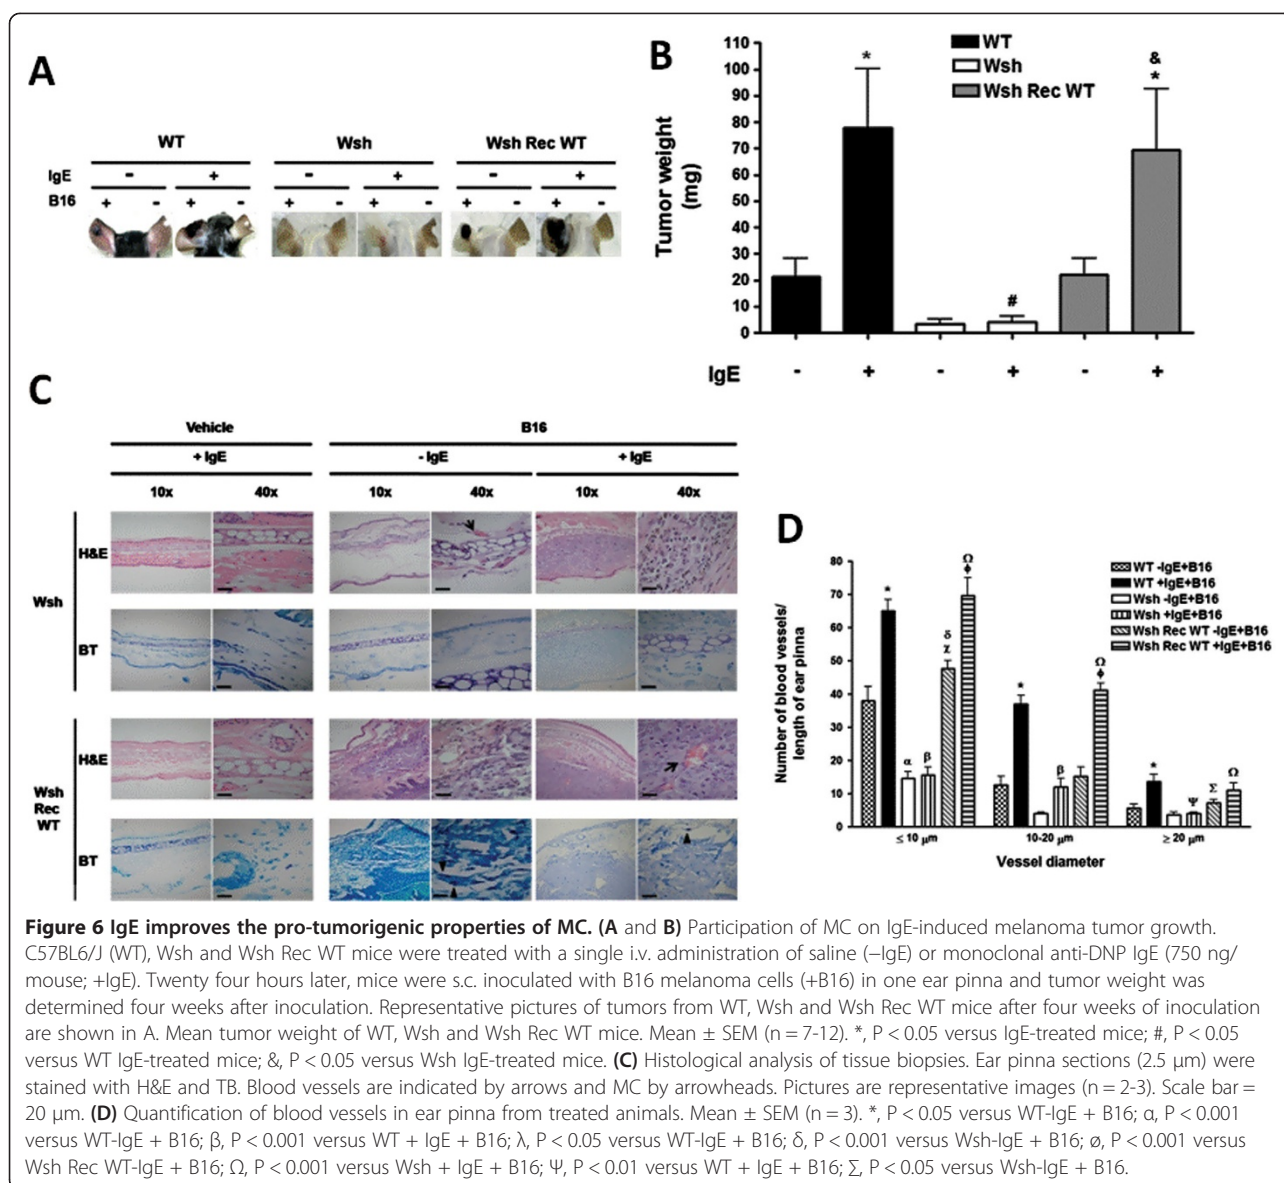 A
WT Wsh Wsh Rec WT
IgE - + - + - +
B16 + - + - + - + - + - + -
B
110
100
90
80
70
60
50
40
30
20
10
0
Tumor weight
(mg)
WT
Wsh
Wsh Rec WT
*
#
&
*
IgE - + - + - +
C
Vehicle B16
+ IgE - IgE + IgE
10x 40x 10x 40x 10x 40x
Wsh
H&E
BT
Wsh
Rec
WT
H&E
BT
D
Number of blood vessels/
length of ear pinna
80
70
60
50
40
30
20
10
0
WT -IgE+B16
WT +IgE+B16
Wsh -IgE+B16
Wsh +IgE+B16
Wsh Rec WT -IgE+B16
Wsh Rec WT +IgE+B16
* α β δ χ Ω ϕ
* β Ω ϕ
* Ψ Σ Ω
≤ 10 μm 10-20 μm ≥ 20 μm
Vessel diameter
Figure 6 IgE improves the pro-tumorigenic properties of MC. (A and B) Participation of MC on IgE-induced melanoma tumor growth.
C57BL6/J (WT), Wsh and Wsh Rec WT mice were treated with a single i.v. administration of saline (−IgE) or monoclonal anti-DNP IgE (750 ng/
mouse; +IgE). Twenty four hours later, mice were s.c. inoculated with B16 melanoma cells (+B16) in one ear pinna and tumor weight was
determined four weeks after inoculation. Representative pictures of tumors from WT, Wsh and Wsh Rec WT mice after four weeks of inoculation
are shown in A. Mean tumor weight of WT, Wsh and Wsh Rec WT mice. Mean ± SEM (n = 7-12). *, P < 0.05 versus IgE-treated mice; #, P < 0.05
versus WT IgE-treated mice; &, P < 0.05 versus Wsh IgE-treated mice. (C) Histological analysis of tissue biopsies. Ear pinna sections (2.5 μm) were
stained with H&E and TB. Blood vessels are indicated by arrows and MC by arrowheads. Pictures are representative images (n = 2-3). Scale bar =
20 μm. (D) Quantification of blood vessels in ear pinna from treated animals. Mean ± SEM (n = 3). *, P < 0.05 versus WT-IgE + B16; α, P < 0.001
versus WT-IgE + B16; β, P < 0.001 versus WT + IgE + B16; λ, P < 0.05 versus WT-IgE + B16; δ, P < 0.001 versus Wsh-IgE + B16; ø, P < 0.001 versus
Wsh Rec WT-IgE + B16; Ω, P < 0.001 versus Wsh + IgE + B16; Ψ, P < 0.01 versus WT + IgE + B16; Σ, P < 0.05 versus Wsh-IgE + B16.